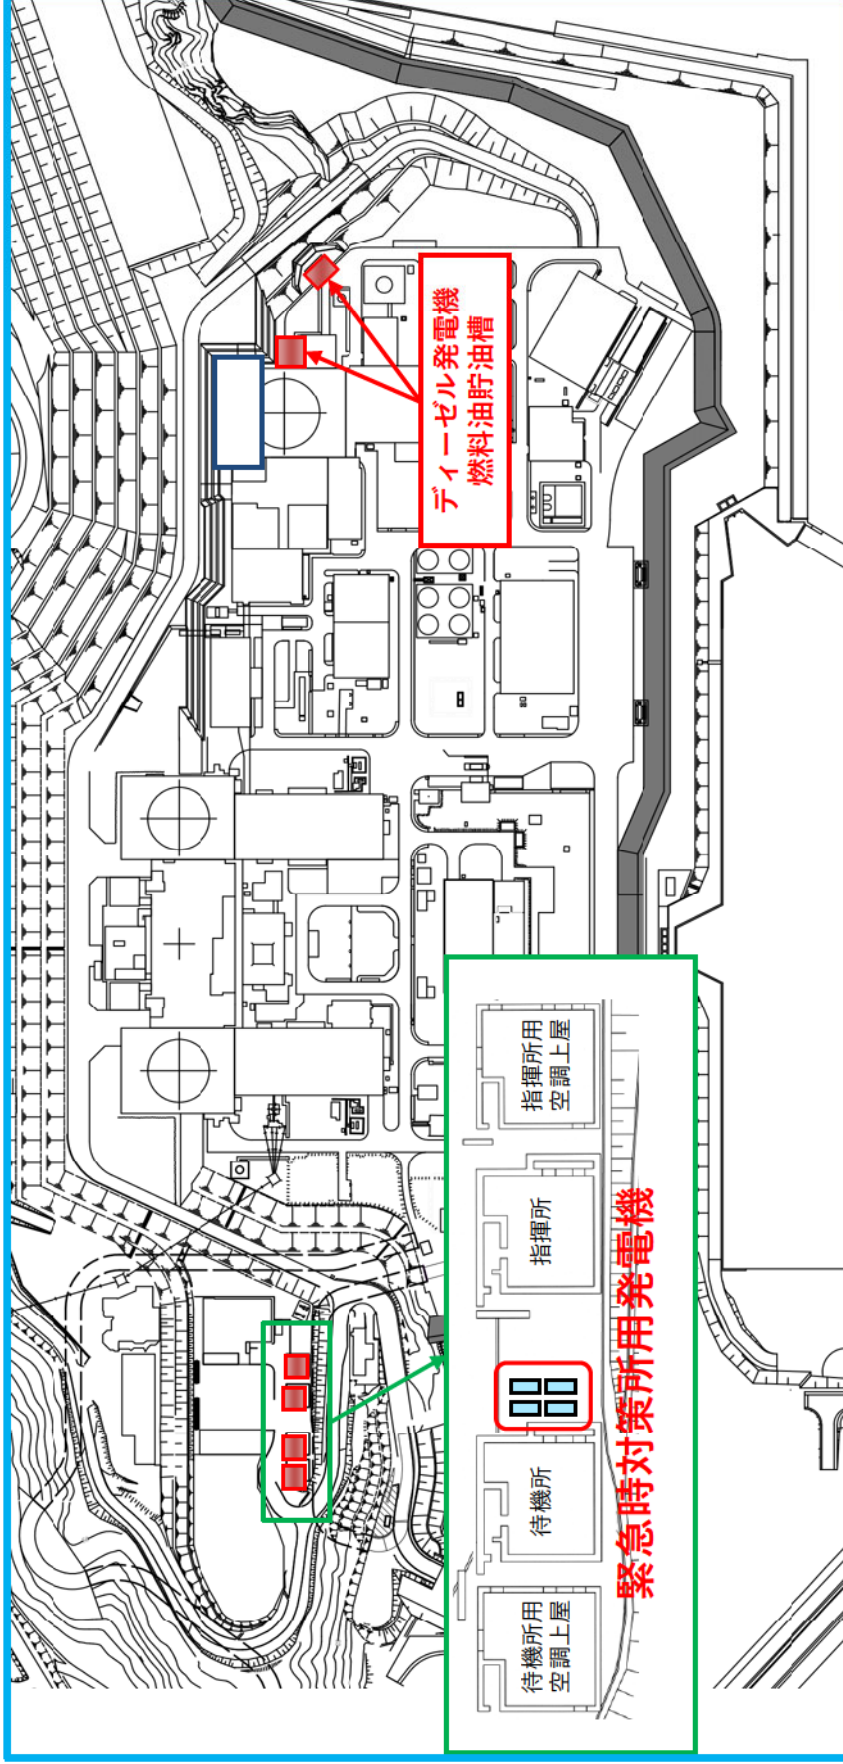 ディーゼル発電機
燃料油貯油槽
待機所用
空調上屋
待機所
指揮所
指揮所用
空調上屋
緊急時対策所用発電機